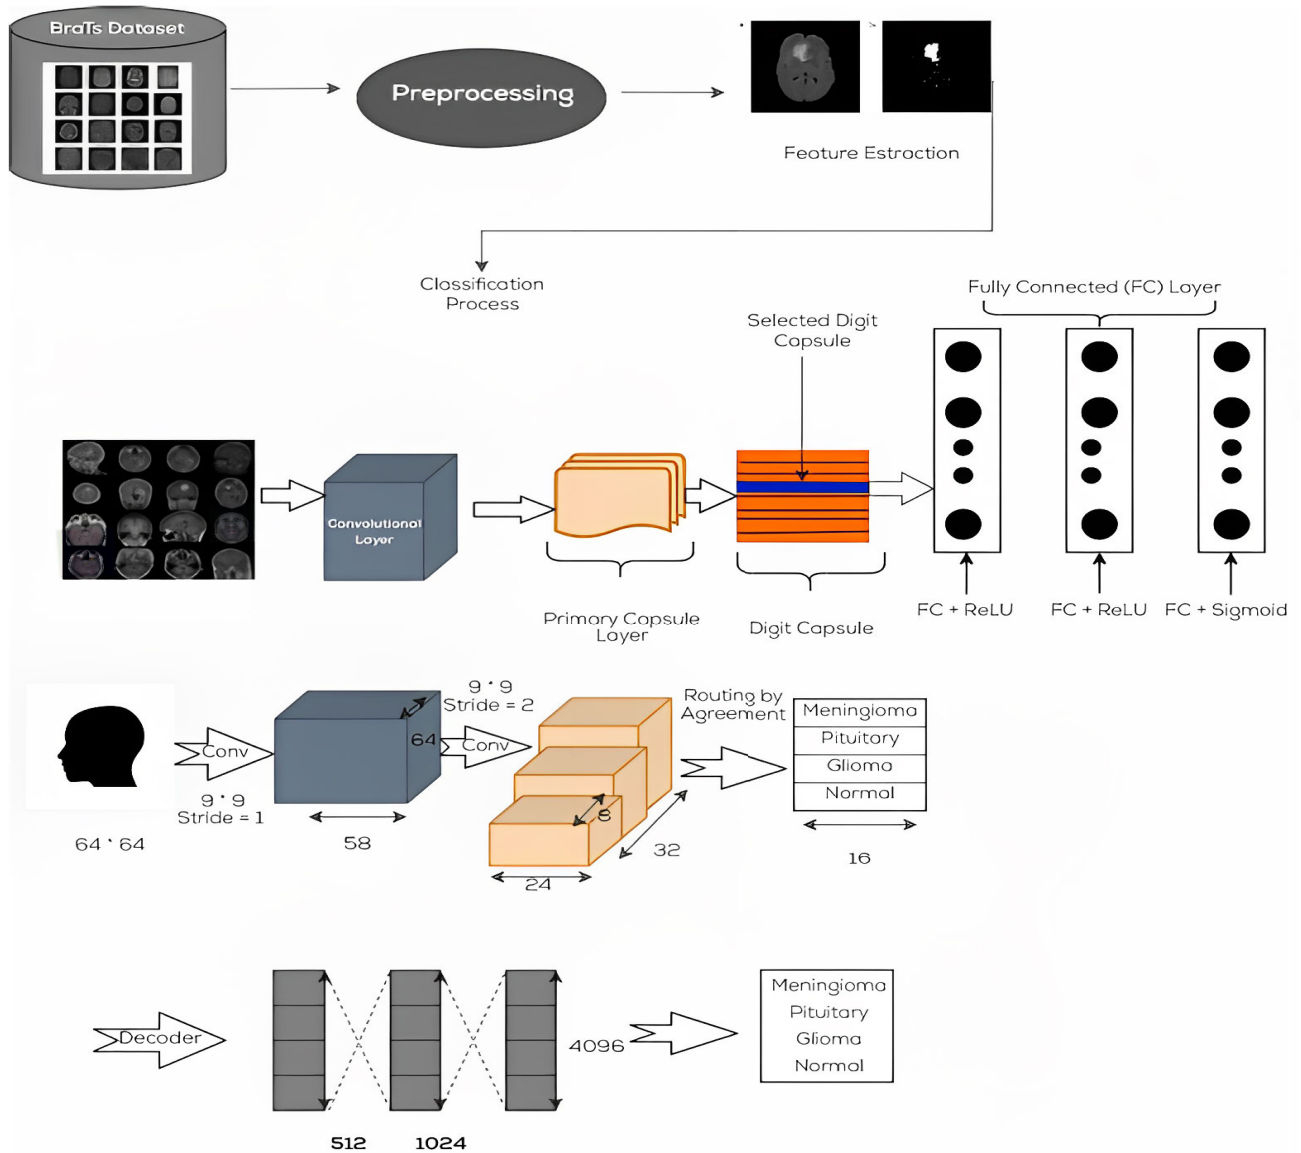 BraTs Dataset
Preprocessing
Feature Extraction
Classification
Process
Fully Connected (FC) Layer
Selected Digit
Capsule
Convolutional
Layer
FC + ReLU
FC + ReLU
FC + Sigmoid
Primary Capsule
Layer
Digit Capsule
9 * 9
Stride = 2
Routing by
Agreement
64
Conv
Conv
Meningioma
Pituitary
Glioma
Normal
9 * 9
Stride = 1
8
64 * 64
58
32
24
16
Decoder
4096
Meningioma
Pituitary
Glioma
Normal
512
1024